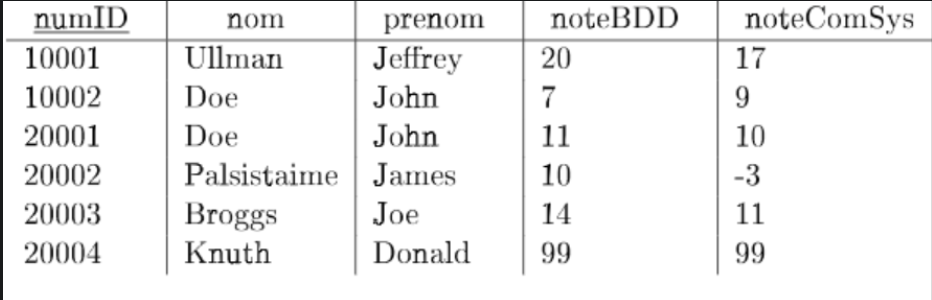 numID nom prenom noteBDD noteComSys
10001 Ullman Jeffrey 20 17
10002 Doe John 7 9
20001 Doe John 11 10
20002 Palsistaime James 10 -3
20003 Broggs Joe 14 11
20004 Knuth Donald 99 99